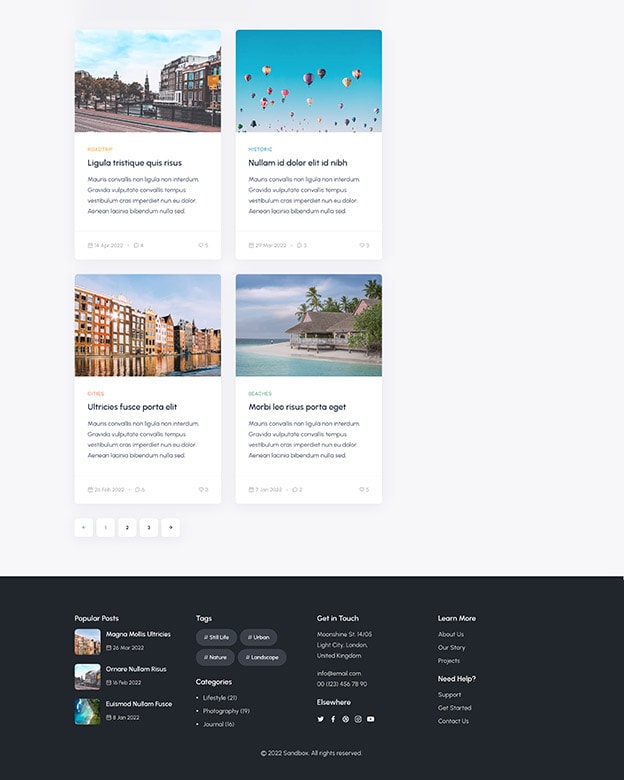 ROADTRIP
Ligula tristique quis risus
Mauris convallis non ligula non interdum.
Gravida vulputate convallis tempus
vestibulum cras imperdiet nun eu dolor.
Aenean lacinia bibendum nulla sed.
14 Apr 2022 • 4 5
HISTORIC
Nullam id dolor elit id nibh
Mauris convallis non ligula non interdum.
Gravida vulputate convallis tempus
vestibulum cras imperdiet nun eu dolor.
Aenean lacinia bibendum nulla sed.
29 Mar 2022 • 3 3
CITIES
Ultricies fusce porta elit
Mauris convallis non ligula non interdum.
Gravida vulputate convallis tempus
vestibulum cras imperdiet nun eu dolor.
Aenean lacinia bibendum nulla sed.
26 Feb 2022 • 6 3
BEACHES
Morbi leo risus porta eget
Mauris convallis non ligula non interdum.
Gravida vulputate convallis tempus
vestibulum cras imperdiet nun eu dolor.
Aenean lacinia bibendum nulla sed.
7 Jan 2022 • 2 5
1 2 3
Popular Posts
Magna Mollis Ultricies
26 Mar 2022
Ornare Nullam Risus
16 Feb 2022
Euismod Nullam Fusce
8 Jan 2022
Tags
# Still Life # Urban
# Nature # Landscape
Categories
• Lifestyle (21)
• Photography (19)
• Journal (16)
Get in Touch
Moonshine St. 14/05
Light City, London,
United Kingdom
info@email.com
00 (123) 456 78 90
Elsewhere
Learn More
About Us
Our Story
Projects
Need Help?
Support
Get Started
Contact Us
© 2022 Sandbox. All rights reserved.